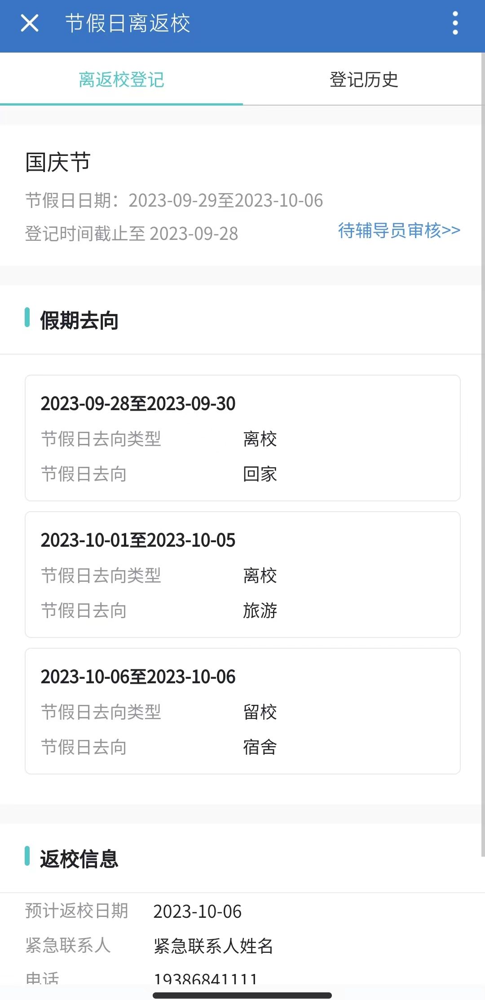 节假日离返校
离返校登记
登记历史
国庆节
节假日日期：2023-09-29至2023-10-06
登记时间截止至 2023-09-28
待辅导员审核>>
假期去向
2023-09-28至2023-09-30
节假日去向类型 离校
节假日去向 回家
2023-10-01至2023-10-05
节假日去向类型 离校
节假日去向 旅游
2023-10-06至2023-10-06
节假日去向类型 留校
节假日去向 宿舍
返校信息
预计返校日期 2023-10-06
紧急联系人 紧急联系人姓名
电话 19386841111